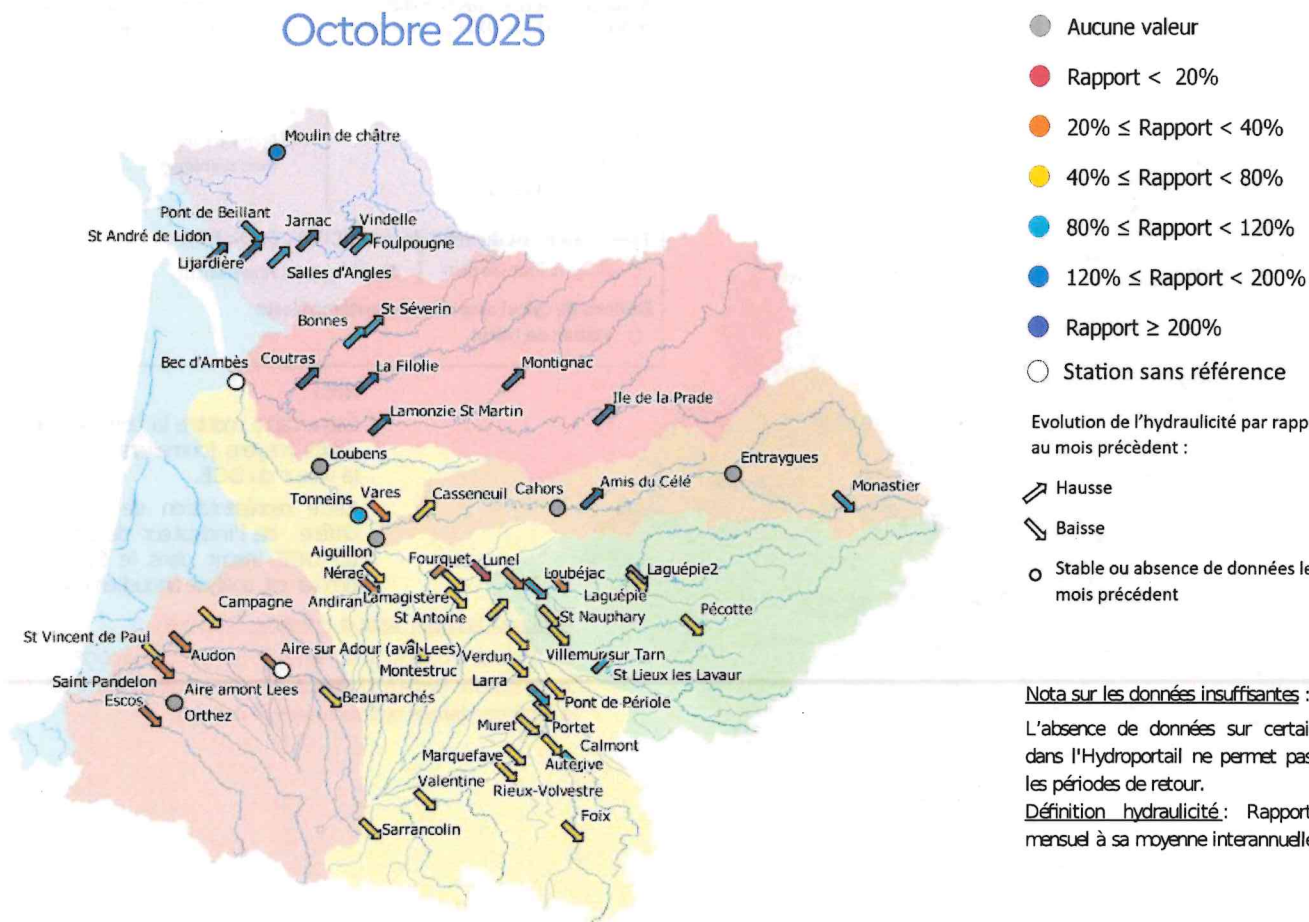 Octobre 2025
Aucune valeur
Rapport < 20%
20% ≤ Rapport < 40%
40% ≤ Rapport < 80%
80% ≤ Rapport < 120%
120% ≤ Rapport < 200%
Rapport ≥ 200%
Station sans référence
Evolution de l'hydraulicité par rapp
au mois précèdent :
Hausse
Baisse
Stable ou absence de données le
mois précédent
Nota sur les données insuffisantes :
L'absence de données sur certai
dans l'Hydroportail ne permet pas
les périodes de retour.
Définition hydraulicité : Rapport
mensuel à sa moyenne interannuelle
Moulin de châtre
Pont de Beillant
Jarnac
Vindelle
St André de Lidon
Foulpougne
Lijardière
Salles d'Angles
St Séverin
Bonnes
Bec d'Ambès
Coutras
La Filolie
Montignac
Ile de la Prade
Lamonzie St Martin
Loubens
Entraygues
Tonneins
Vares
Casseneuil
Cahors
Amis du Célé
Monastier
Aiguillon
Fourquet
Lunel
Nérac
Loubéjac
Laguépie2
Andiran
Lamagistère
Laguépie
Campagne
St Antoine
St Nauphary
Pécotte
St Vincent de Paul
Audon
Aire sur Adour (aval Lees)
Verdun
Villemur sur Tarn
Saint Pandelon
Montestruc
Larra
St Lieux les Lavaur
Escos
Aire amont Lees
Beaumarchés
Pont de Périole
Orthez
Muret
Portet
Marquefave
Calmont
Auterive
Valentine
Rieux-Volvestre
Foix
Sarrancolin